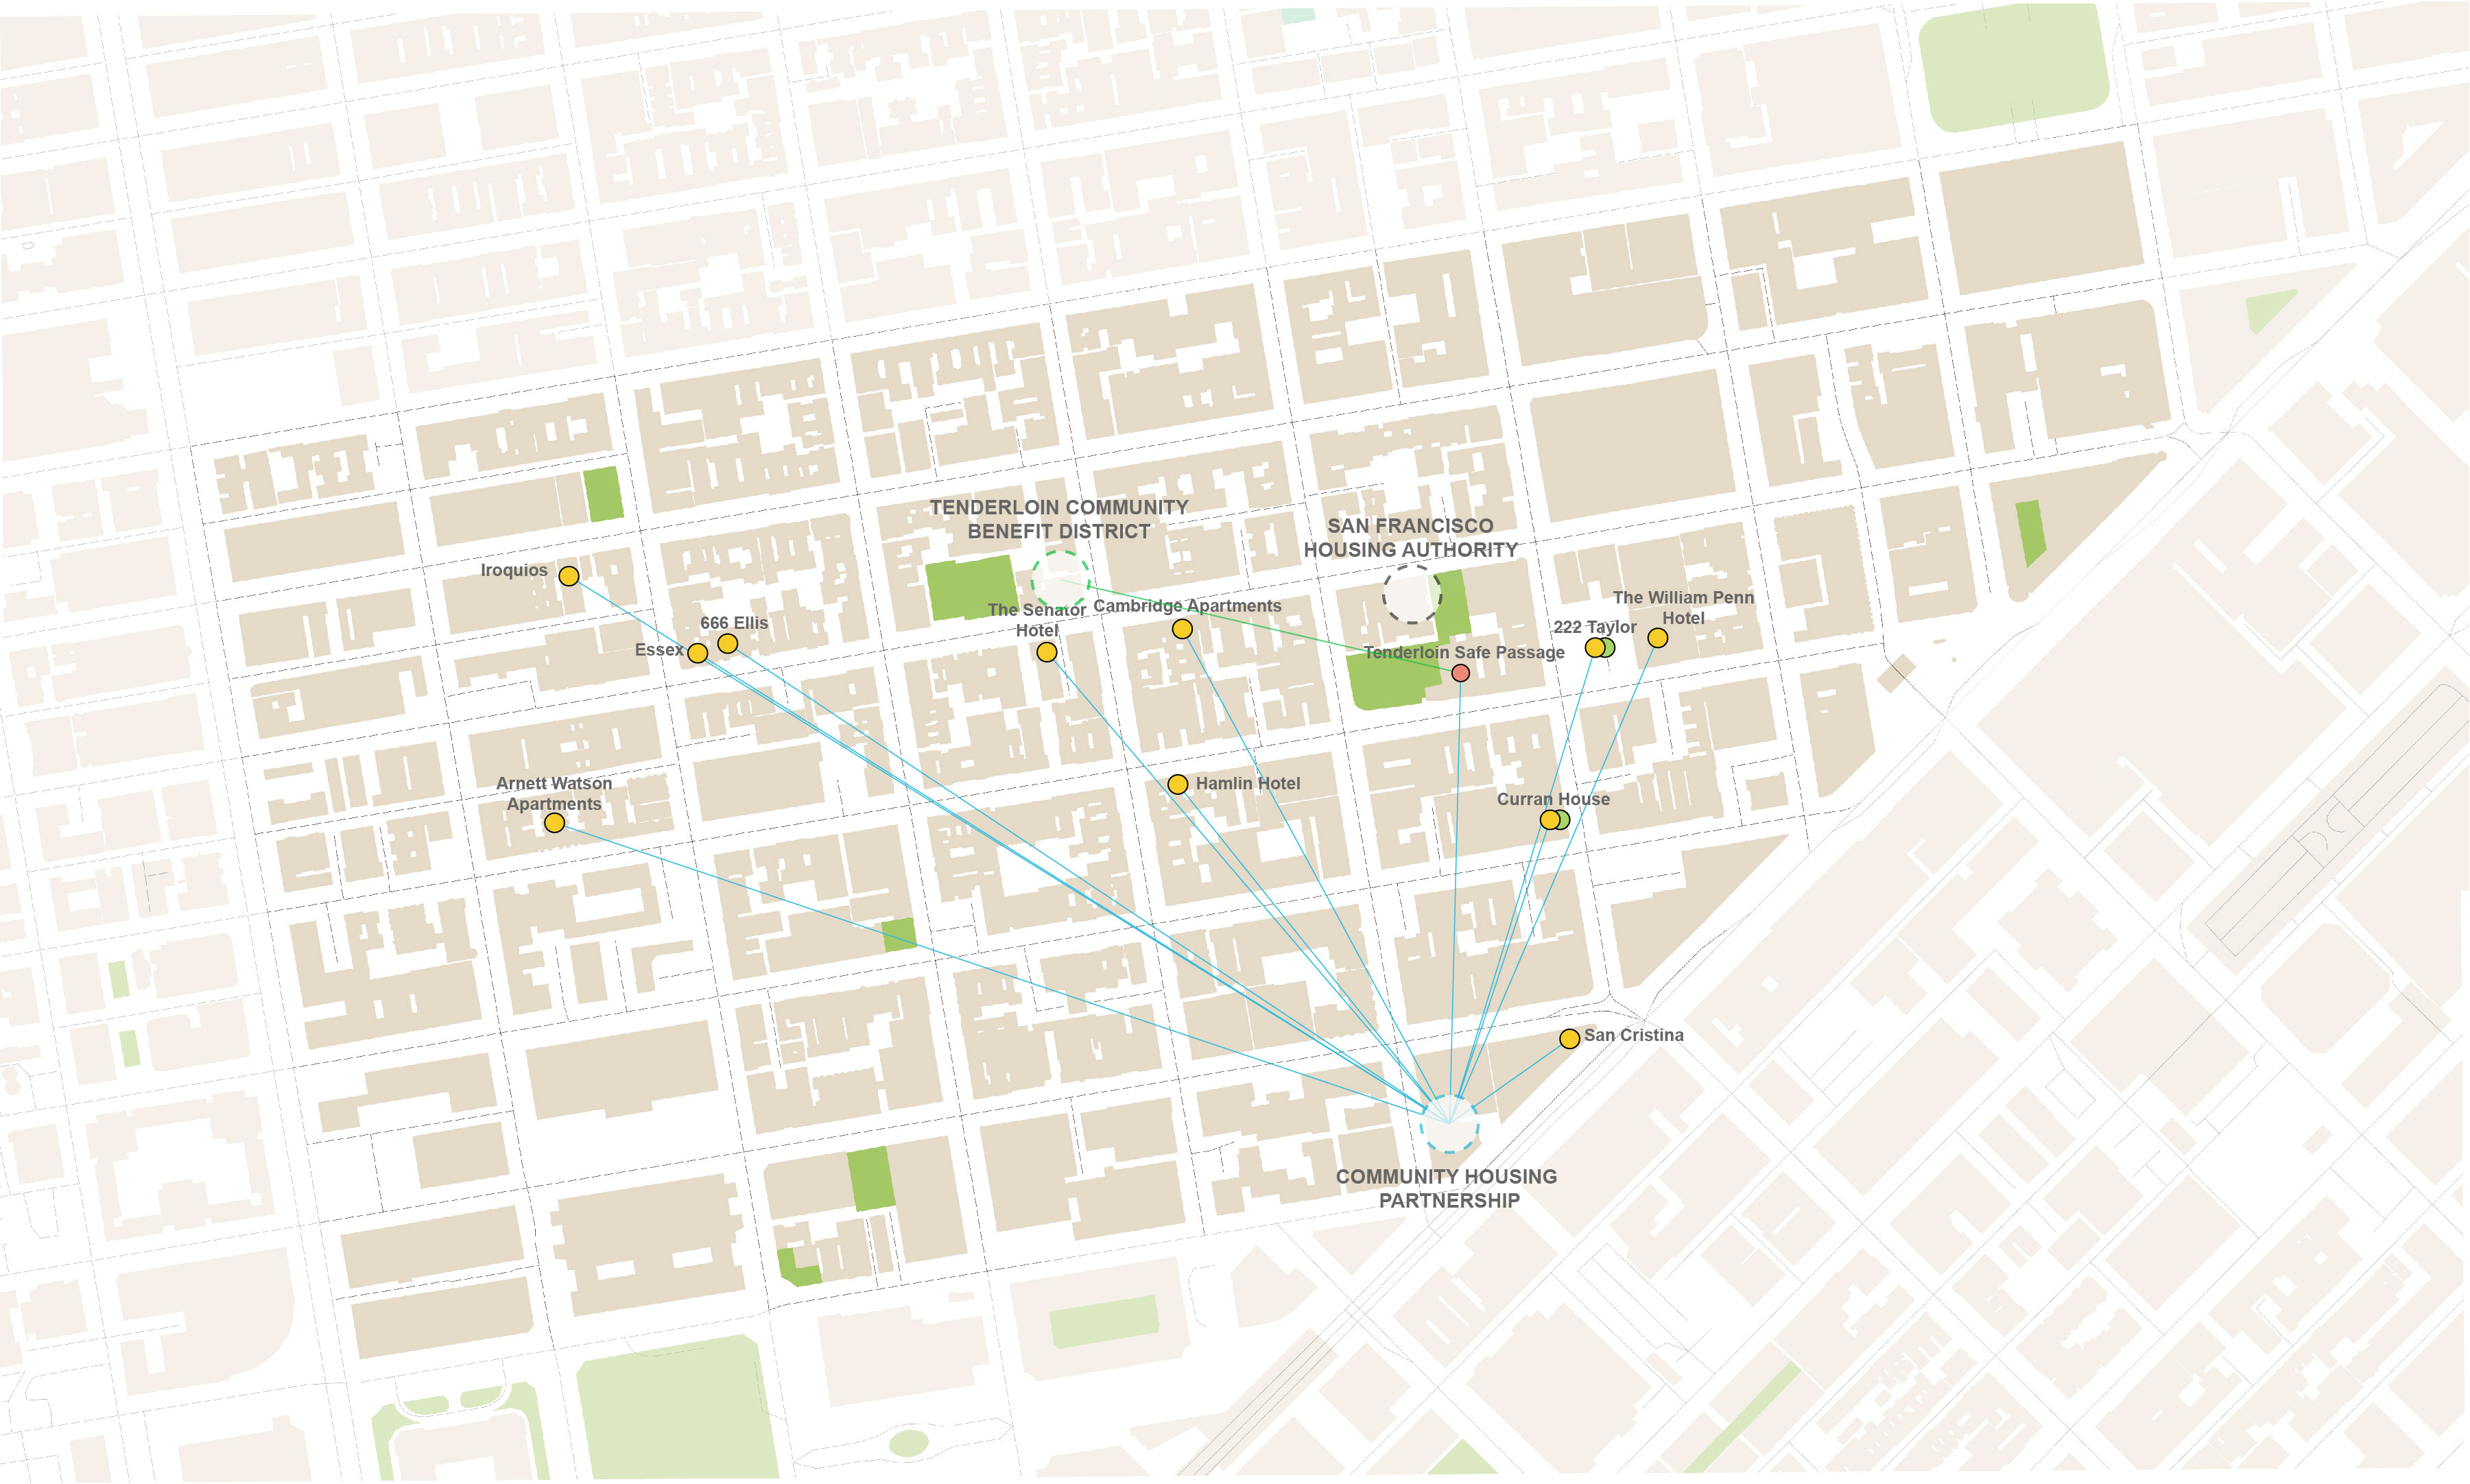 TENDERLOIN COMMUNITY
BENEFIT DISTRICT
SAN FRANCISCO
HOUSING AUTHORITY
Iroquios
The Senator
Hotel
Cambridge Apartments
The William Penn
Hotel
666 Ellis
222 Taylor
Essex
Tenderloin Safe Passage
Arnett Watson
Apartments
Hamlin Hotel
Curran House
San Cristina
COMMUNITY HOUSING
PARTNERSHIP